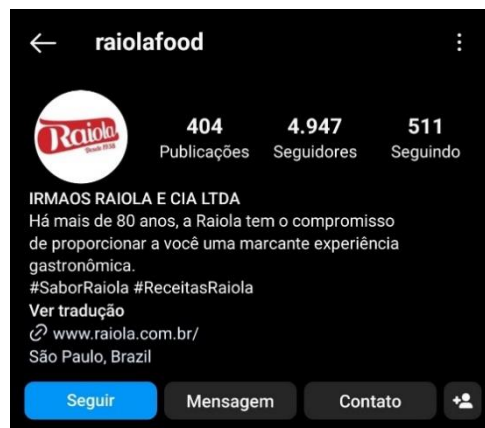 raiolafood
Raiola
Desde 1938
404 4.947 511
Publicações Seguidores Seguindo
IRMAOS RAIOLA E CIA LTDA
Há mais de 80 anos, a Raiola tem o compromisso
de proporcionar a você uma marcante experiência
gastronômica.
#SaborRaiola #ReceitasRaiola
Ver tradução
www.raiola.com.br/
São Paulo, Brazil
Seguir Mensagem Contato